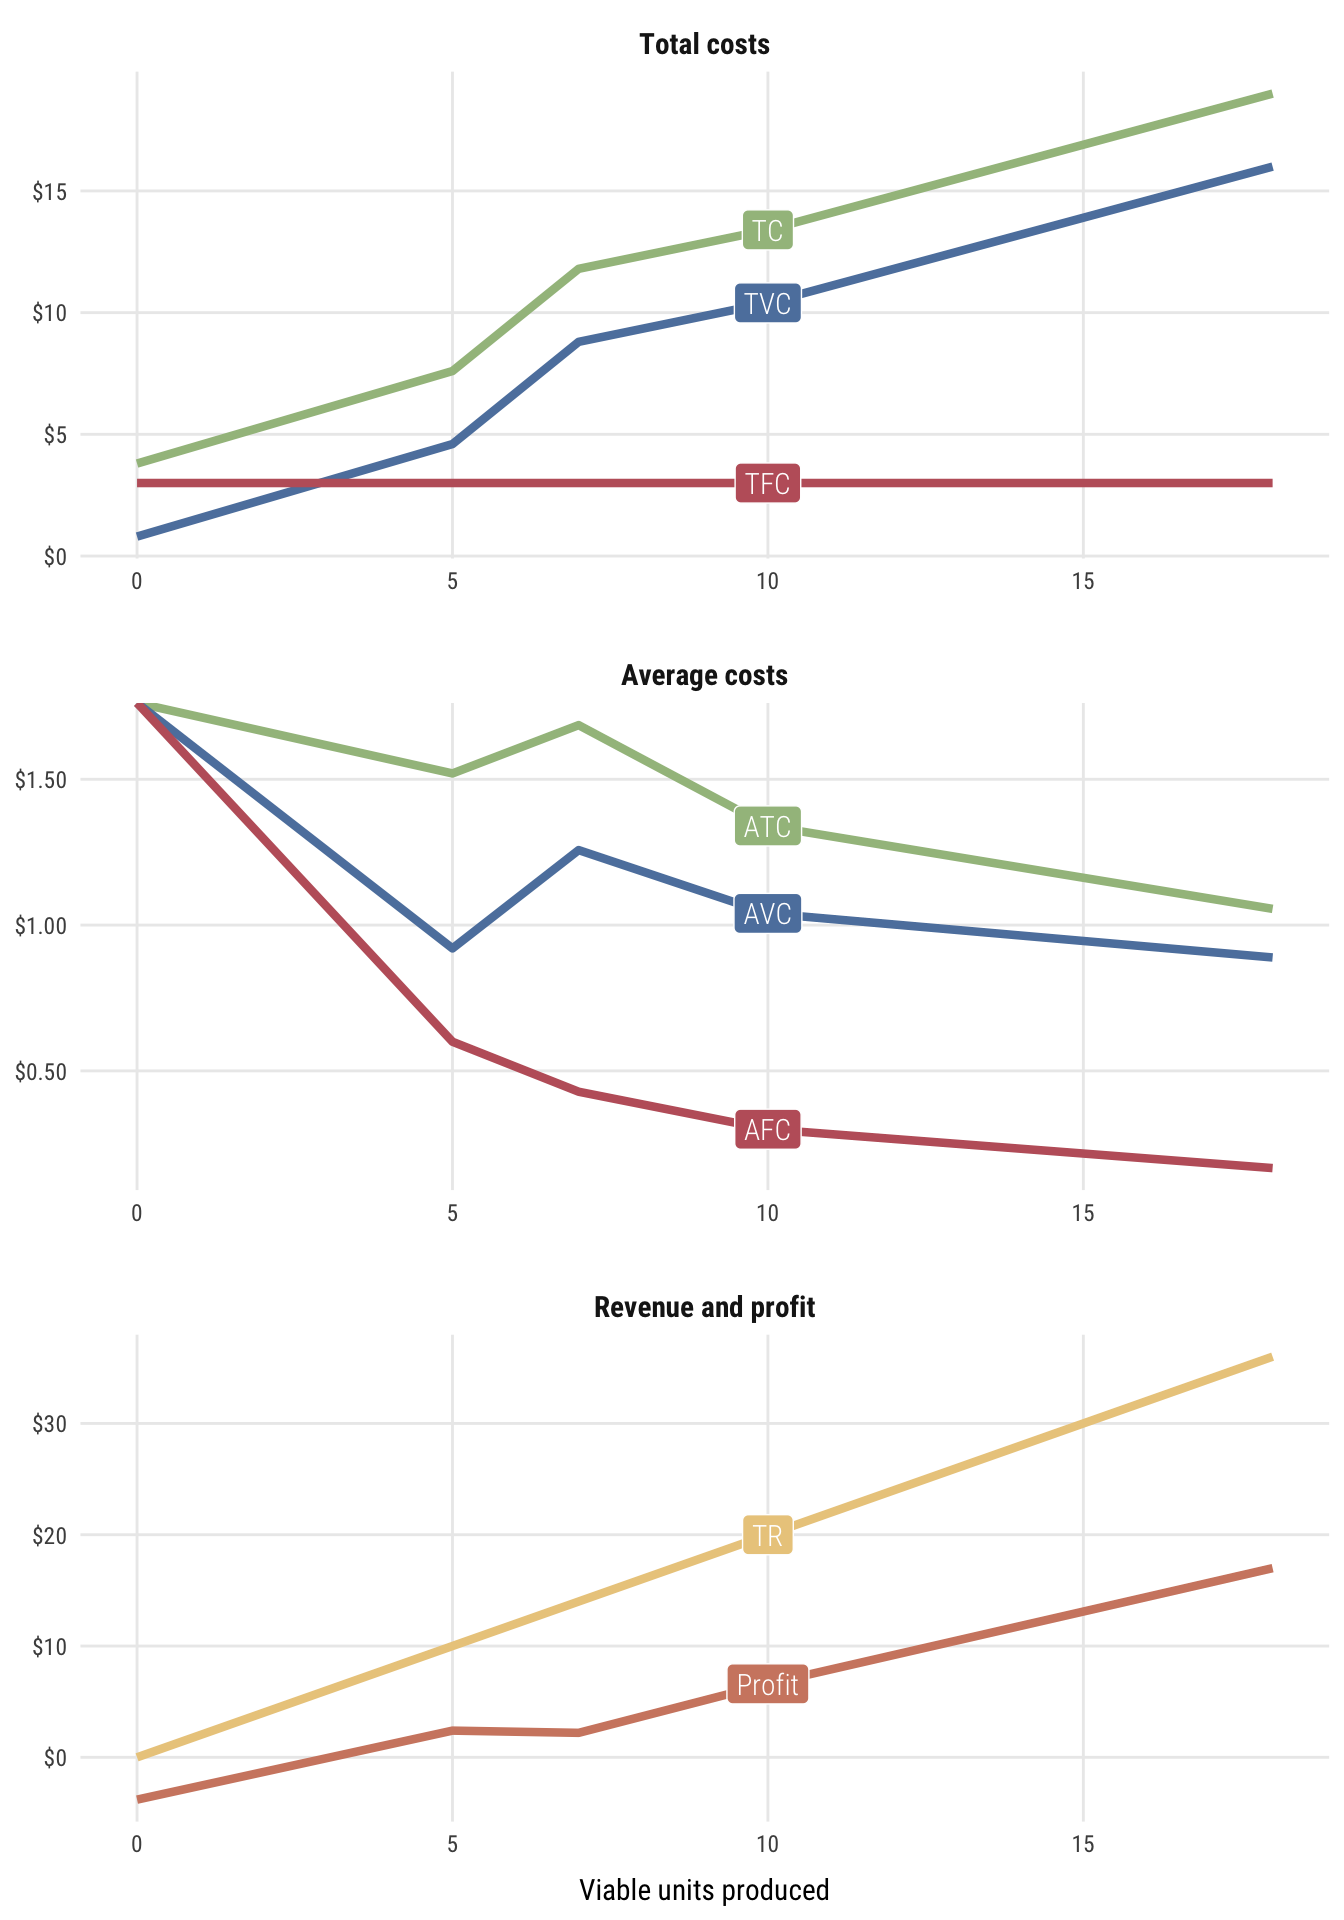 Total costs
$15
$10
$5
$0
TC
TVC
TFC
0 5 10 15
Average costs
$1.50
$1.00
$0.50
ATC
AVC
AFC
0 5 10 15
Revenue and profit
$30
$20
$10
$0
TR
Profit
0 5 10 15
Viable units produced